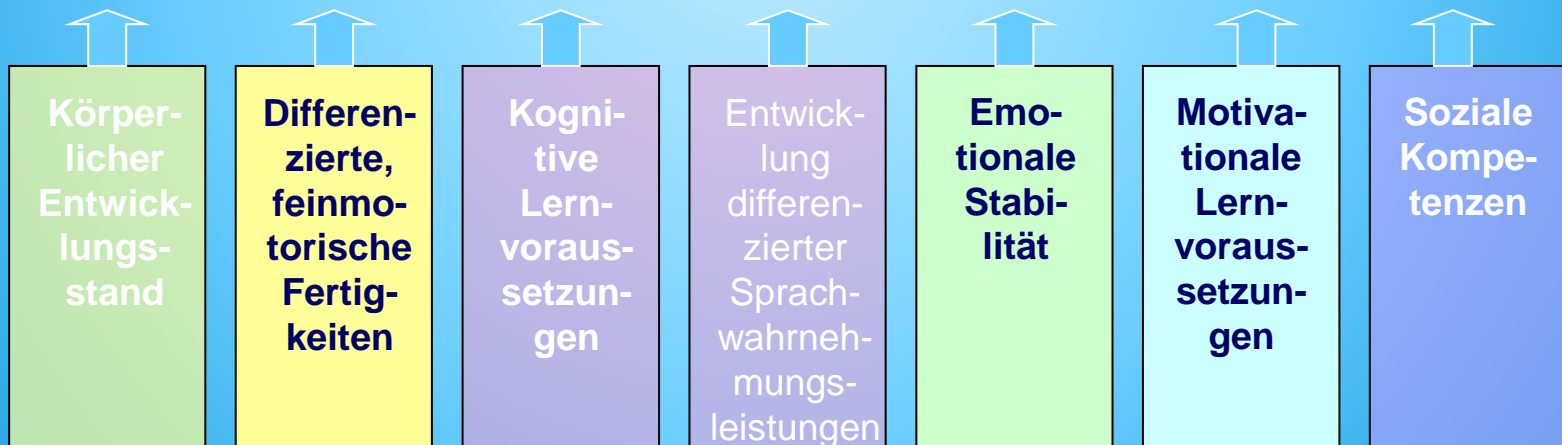 Körper-
licher
Entwick-
lungs-
stand
Differen-
zierte,
feinmo-
torische
Fertig-
keiten
Kogni-
tive
Lern-
voraus-
setzun-
gen
Entwick-
lung
differen-
zierter
Sprach-
wahrneh-
mungs-
leistungen
Emo-
tionale
Stabi-
lität
Motiva-
tionale
Lern-
voraus-
setzun-
gen
Soziale
Kompe-
tenzen